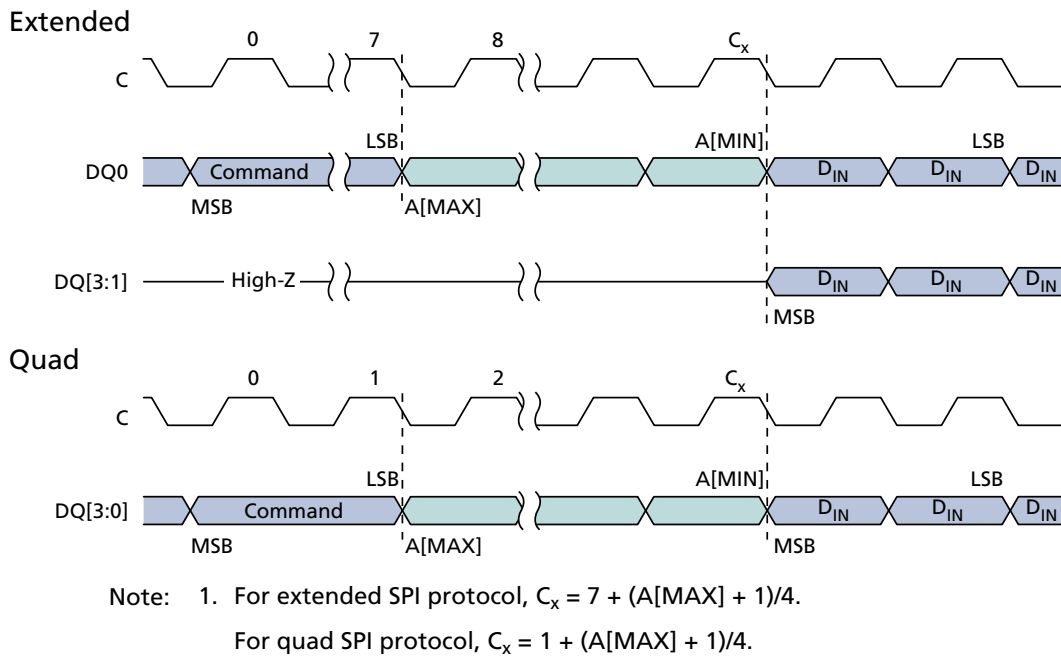 Extended
0 7 8 Cx
C
LSB A[MIN] LSB
DQ0 Command DIN DIN DIN
MSB A[MAX]
DQ[3:1] High-Z DIN DIN DIN
MSB
Quad
0 1 2 Cx
C
LSB A[MIN] LSB
DQ[3:0] Command DIN DIN DIN
MSB A[MAX] MSB
Note: 1. For extended SPI protocol, Cx = 7 + (A[MAX] + 1)/4.
For quad SPI protocol, Cx = 1 + (A[MAX] + 1)/4.